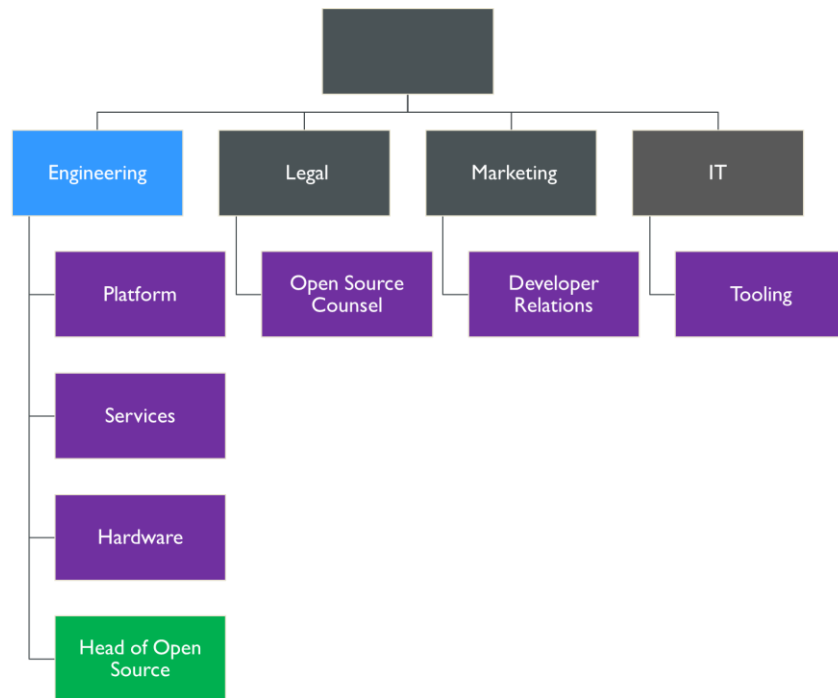 Engineering
Legal
Marketing
IT
Platform
Open Source
Counsel
Developer
Relations
Tooling
Services
Hardware
Head of Open
Source